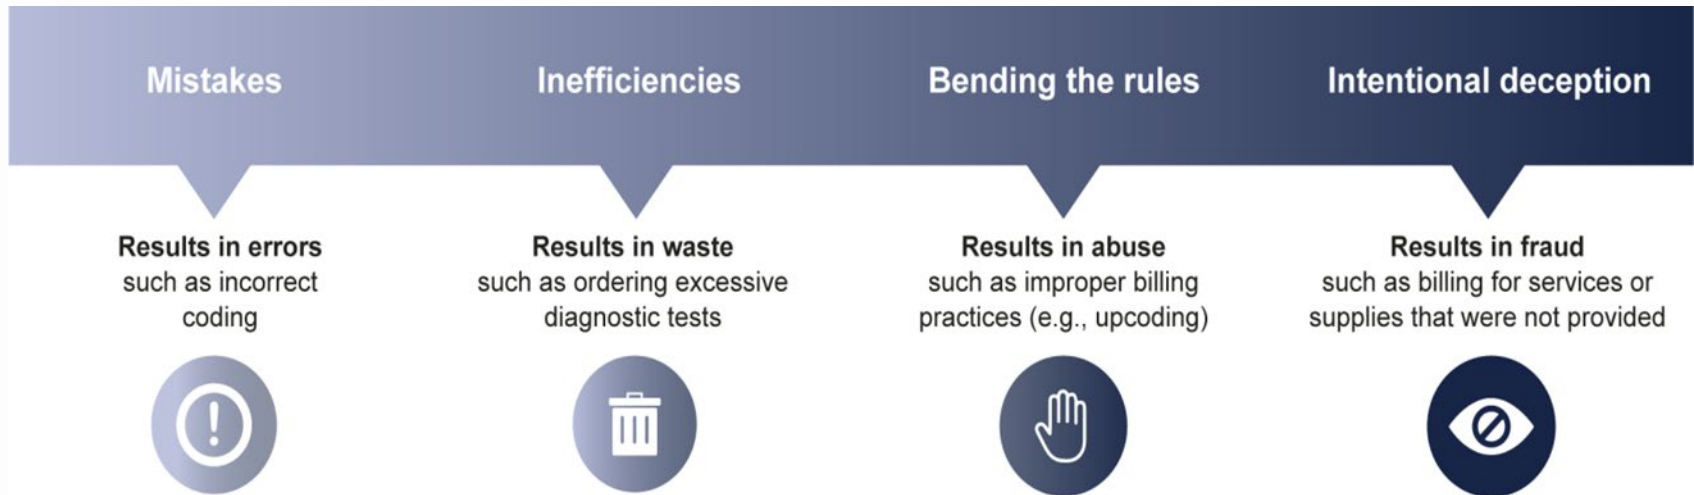 Mistakes
Inefficiencies
Bending the rules
Intentional deception
Results in errors
such as incorrect
coding
Results in waste
such as ordering excessive
diagnostic tests
Results in abuse
such as improper billing
practices (e.g., upcoding)
Results in fraud
such as billing for services or
supplies that were not provided